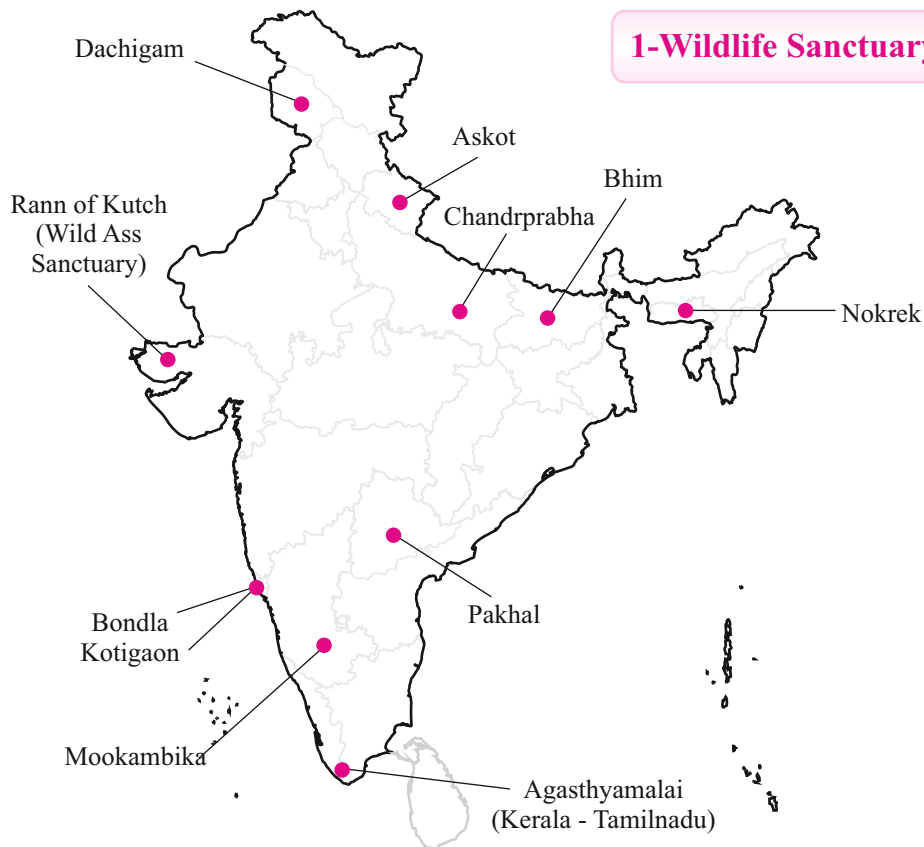 1-Wildlife Sanctuary
Dachigam
Askot
Bhim
Rann of Kutch
(Wild Ass
Sanctuary)
Chandrprabha
Nokrek
Bondla
Kotigaon
Pakhal
Mookambika
Agasthyamalai
(Kerala - Tamilnadu)